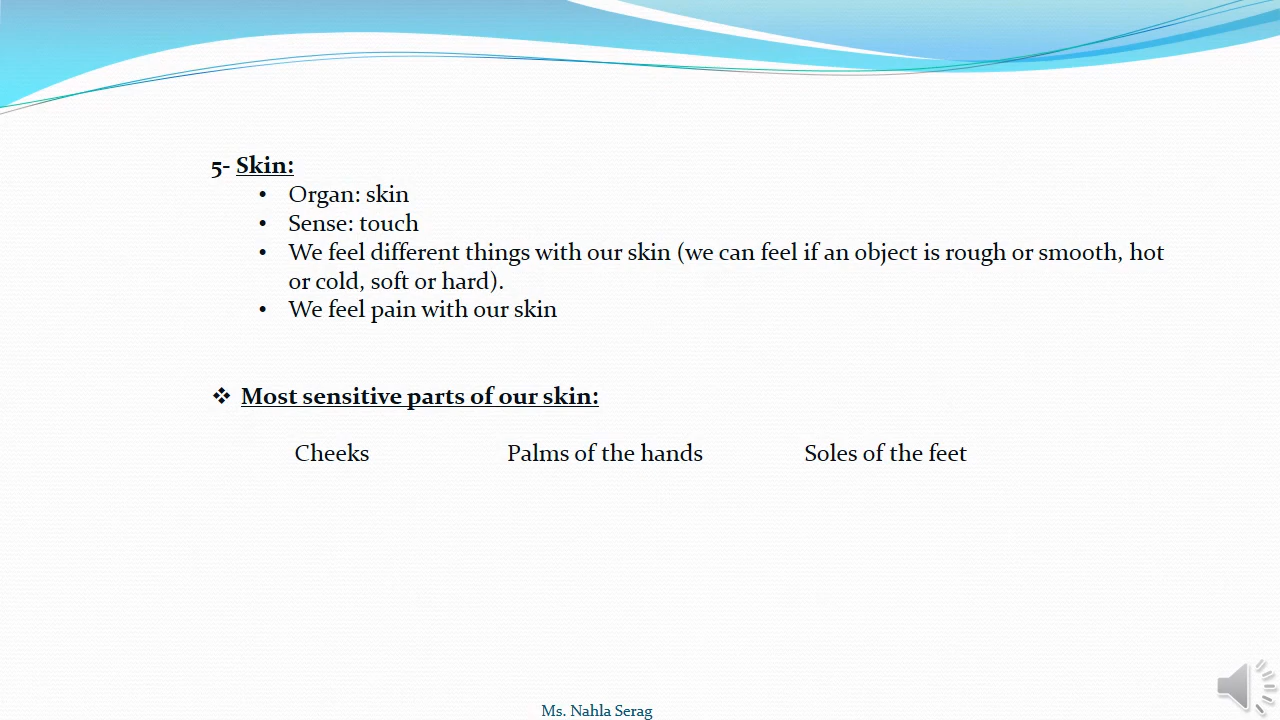 5- Skin:
• Organ: skin
• Sense: touch
• We feel different things with our skin (we can feel if an object is rough or smooth, hot
or cold, soft or hard).
• We feel pain with our skin
❖ Most sensitive parts of our skin:
Cheeks Palms of the hands Soles of the feet
Ms. Nahla Serag